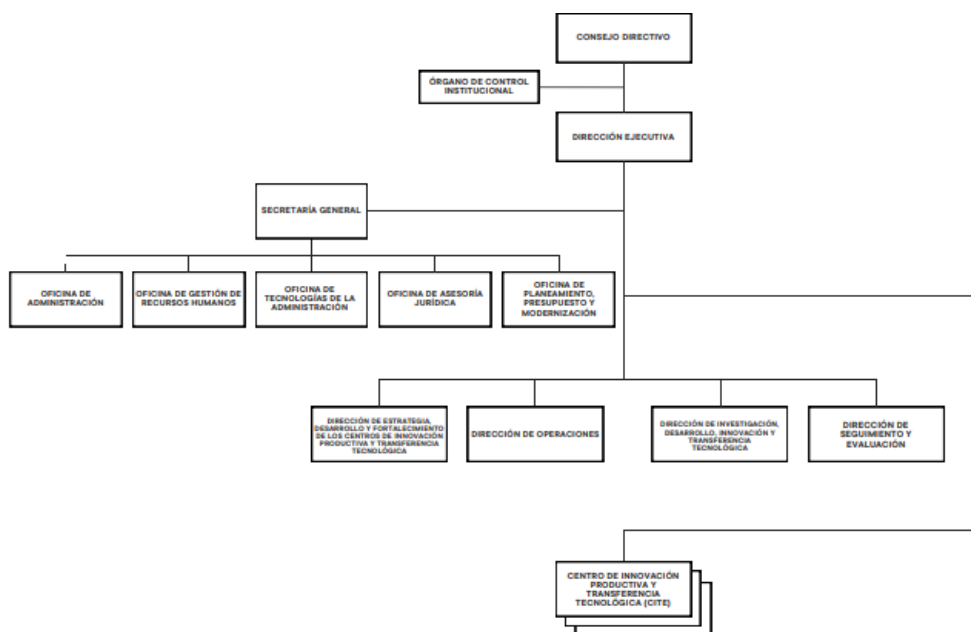 CONSEJO DIRECTIVO
ÓRGANO DE CONTROL
INSTITUCIONAL
DIRECCIÓN EJECUTIVA
SECRETARÍA GENERAL
OFICINA DE
ADMINISTRACIÓN
OFICINA DE GESTIÓN DE
RECURSOS HUMANOS
OFICINA DE
TECNOLOGÍAS DE LA
ADMINISTRACIÓN
OFICINA DE ASESORÍA
JURÍDICA
OFICINA DE
PLANEAMIENTO,
PRESUPUESTO Y
MODERNIZACIÓN
DIRECCIÓN DE ESTRATEGIA,
DESARROLLO Y FORTALECIMIENTO
DE LOS CENTROS DE INNOVACIÓN
PRODUCTIVA Y TRANSFERENCIA
TECNOLÓGICA
DIRECCIÓN DE OPERACIONES
DIRECCIÓN DE INVESTIGACIÓN,
DESARROLLO, INNOVACIÓN Y
TRANSFERENCIA
TECNOLÓGICA
DIRECCIÓN DE
SEGUIMIENTO Y
EVALUACIÓN
CENTRO DE INNOVACIÓN
PRODUCTIVA Y
TRANSFERENCIA
TECNOLÓGICA (CITE)